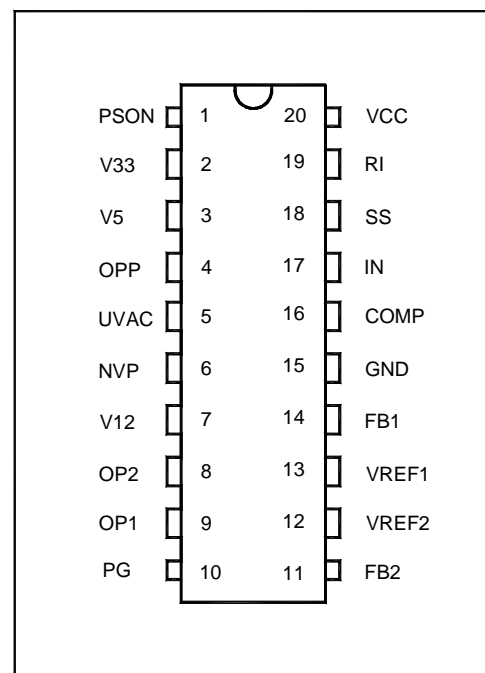 PSON 1 20 VCC
V33 2 19 RI
V5 3 18 SS
OPP 4 17 IN
UVAC 5 16 COMP
NVP 6 15 GND
V12 7 14 FB1
OP2 8 13 VREF1
OP1 9 12 VREF2
PG 10 11 FB2